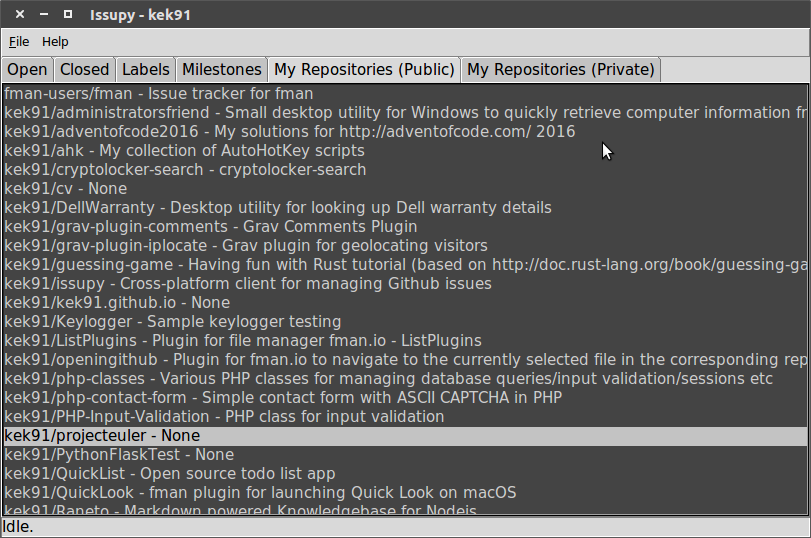 Issupy - kek91
File Help
Open Closed Labels Milestones My Repositories (Public) My Repositories (Private)
fman-users/fman - Issue tracker for fman
kek91/administratorsfriend - Small desktop utility for Windows to quickly retrieve computer information fr
kek91/adventofcode2016 - My solutions for http://adventofcode.com/ 2016
kek91/ahk - My collection of AutoHotKey scripts
kek91/cryptolocker-search - cryptolocker-search
kek91/cv - None
kek91/DellWarranty - Desktop utility for looking up Dell warranty details
kek91/grav-plugin-comments - Grav Comments Plugin
kek91/grav-plugin-iplocate - Grav plugin for geolocating visitors
kek91/guessing-game - Having fun with Rust tutorial (based on http://doc.rust-lang.org/book/guessing-ga
kek91/issupy - Cross-platform client for managing Github issues
kek91/kek91.github.io - None
kek91/Keylogger - Sample keylogger testing
kek91/ListPlugins - Plugin for file manager fman.io - ListPlugins
kek91/openingithub - Plugin for fman.io to navigate to the currently selected file in the corresponding rep
kek91/php-classes - Various PHP classes for managing database queries/input validation/sessions etc
kek91/php-contact-form - Simple contact form with ASCII CAPTCHA in PHP
kek91/PHP-Input-Validation - PHP class for input validation
kek91/projecteuler - None
kek91/PythonFlaskTest - None
kek91/QuickList - Open source todo list app
kek91/QuickLook - fman plugin for launching Quick Look on macOS
kek91/Raneto - Markdown powered Knowledgebase for Nodejs
Idle.